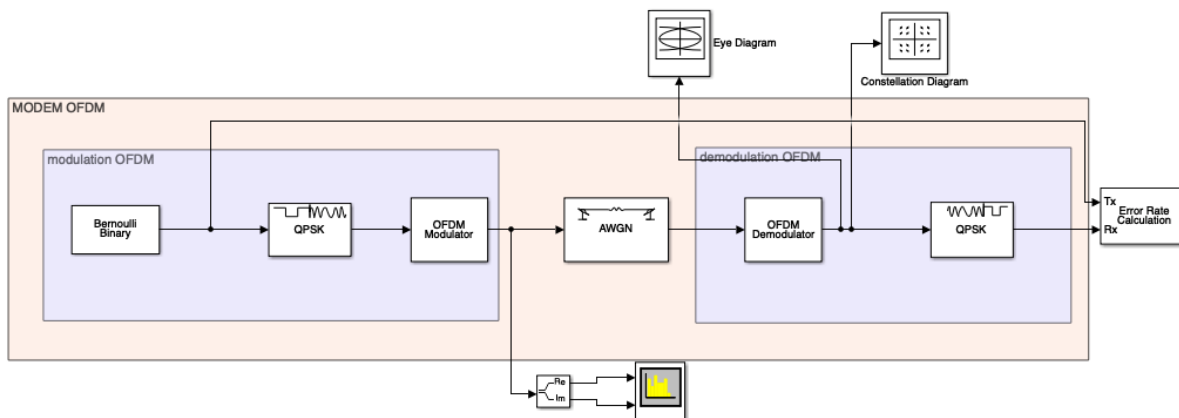 Eye Diagram
Constellation Diagram
MODEM OFDM
modulation OFDM
demodulation OFDM
Bernoulli
Binary
QPSK
OFDM
Modulator
AWGN
OFDM
Demodulator
QPSK
Tx
Rx
Error Rate
Calculation
Re
Im